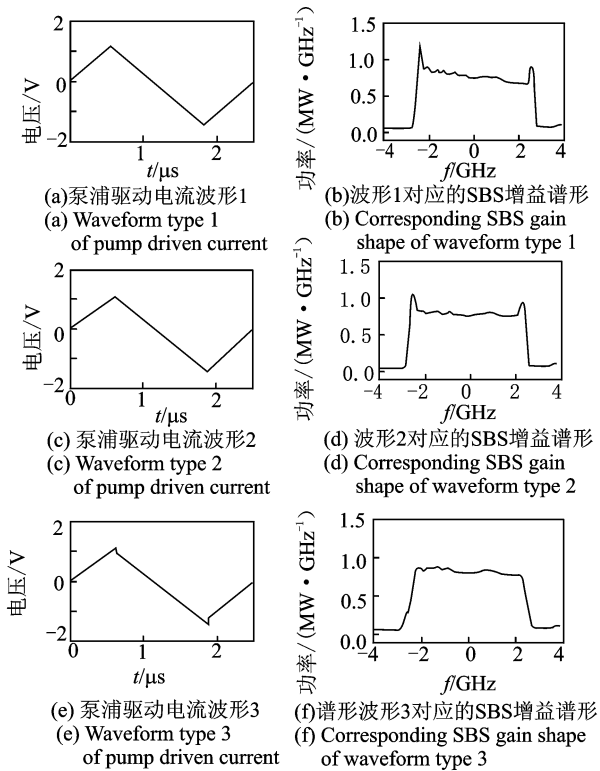 2
0
−2
电压/V
1
2
t/μs
1.5
1.0
0.5
0.0
功率/(MW·GHz⁻¹)
−4
−2
0
2
4
f/GHz
(a)泵浦驱动电流波形1
(a) Waveform type 1
of pump driven current
(b)波形1对应的SBS增益谱形
(b) Corresponding SBS gain
shape of waveform type 1
2
0
−2
电压/V
0
1
2
t/μs
1.5
1.0
0.5
0.0
功率/(MW·GHz⁻¹)
−4
−2
0
2
4
f/GHz
(c) 泵浦驱动电流波形2
(c) Waveform type 2
of pump driven current
(d) 波形2对应的SBS增益谱形
(d) Corresponding SBS gain
shape of waveform type 2
2
0
−2
电压/V
0
1
2
t/μs
1.5
1.0
0.5
0.0
功率/(MW·GHz⁻¹)
−4
−2
0
2
4
f/GHz
(e) 泵浦驱动电流波形3
(e) Waveform type 3
of pump driven current
(f)谱形波形3对应的SBS增益谱形
(f) Corresponding SBS gain shape
of waveform type 3